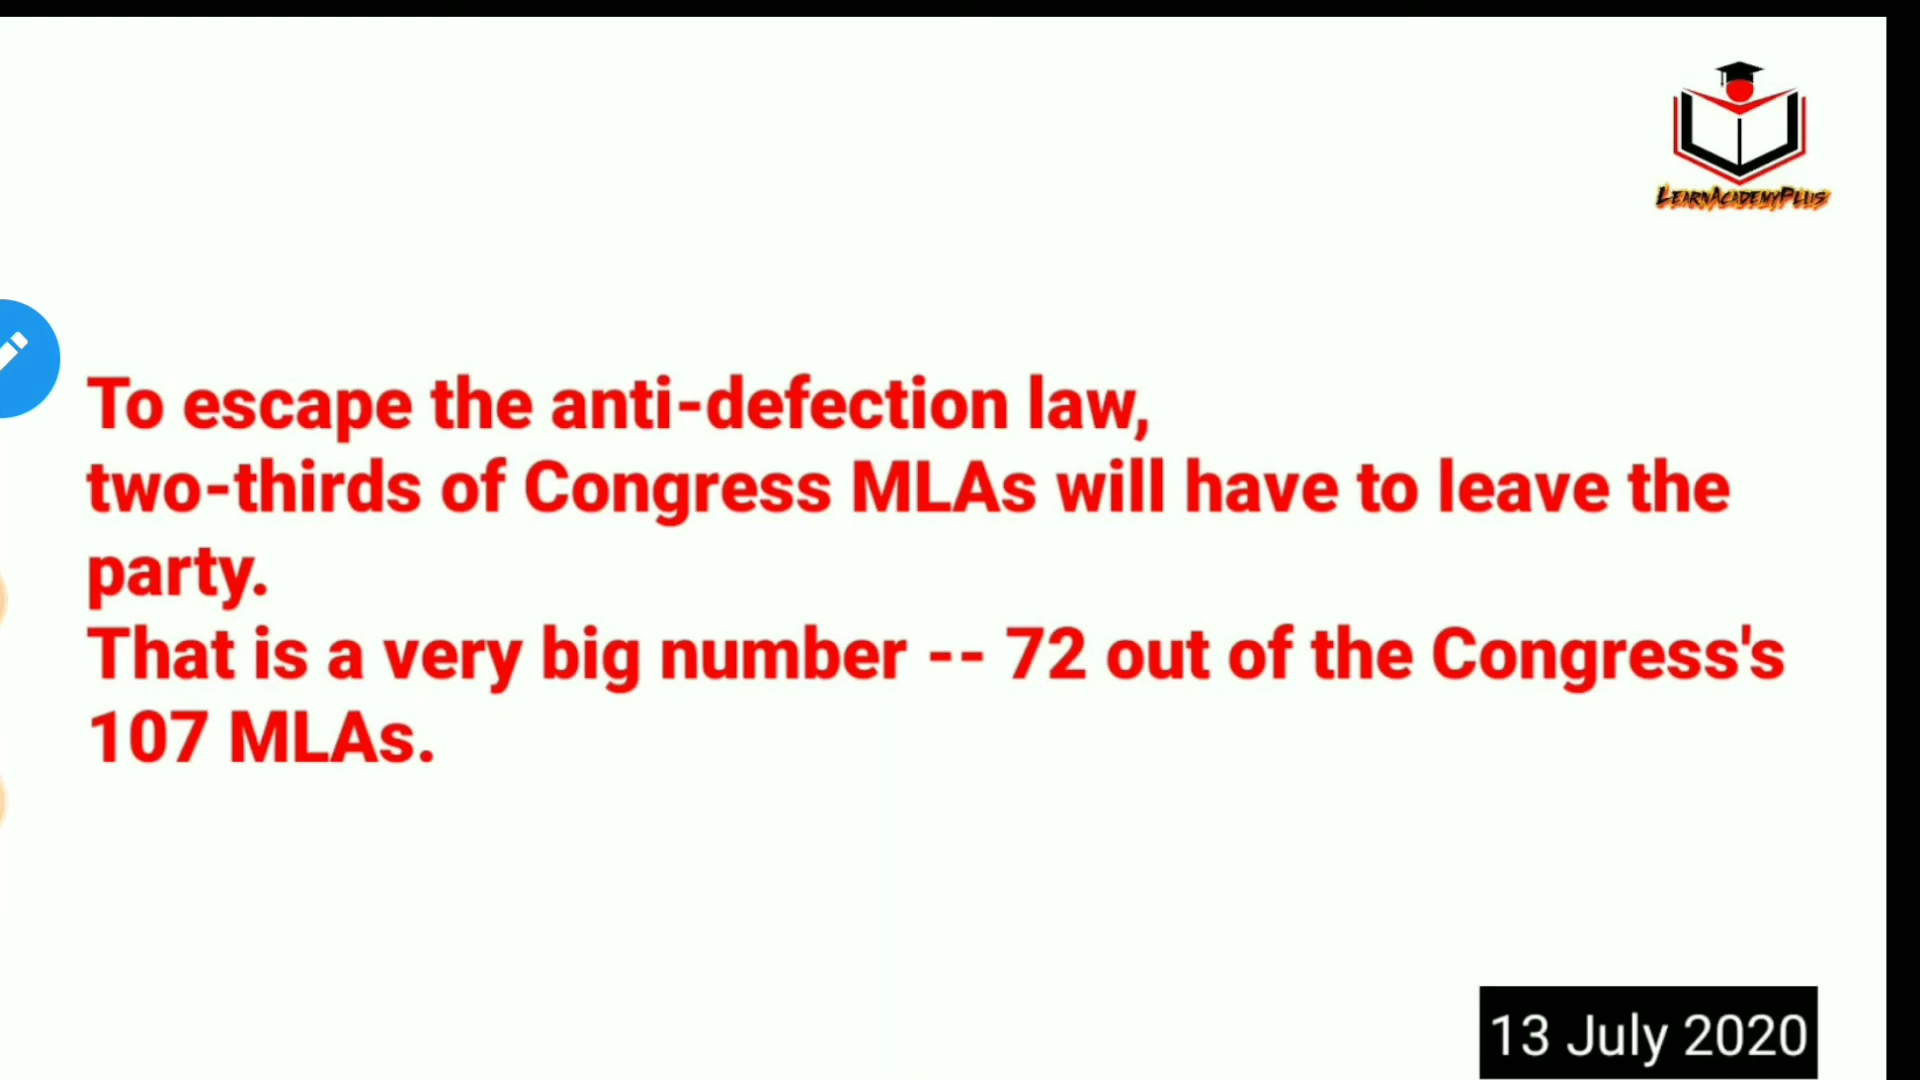 LEARNACADEMYPLUS
To escape the anti-defection law,
two-thirds of Congress MLAs will have to leave the
party.
That is a very big number -- 72 out of the Congress's
107 MLAs.
13 July 2020